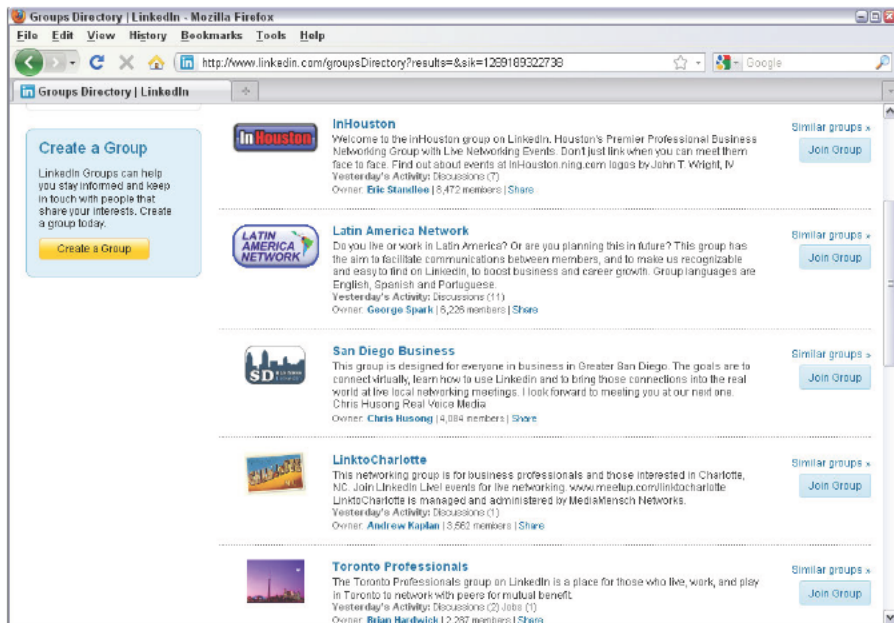 Groups Directory | LinkedIn - Mozilla Firefox
File Edit View History Bookmarks Tools Help
http://www.linkedin.com/groupsDirectory?results=&sik=1289189322738
Google
Groups Directory | LinkedIn
Create a Group
LinkedIn Groups can help
you stay informed and keep
in touch with people that
share your interests. Create
a group today.
Create a Group
InHouston
InHouston
Welcome to the inHouston group on LinkedIn. Houston's Premier Professional Business
Networking Group with Live Networking Events. Don't just link when you can meet them
face to face. Find out about events at InHouston.ning.com logos by John T. Wright, IV
Yesterday's Activity: Discussions (7)
Owner: Eric Standlee | 8,472 members | Share
Similar groups »
Join Group
LATIN
AMERICA
NETWORK
Latin America Network
Do you live or work in Latin America? Or are you planning this in future? This group has
the aim to facilitate communications between members, and to make us recognizable
and easy to find on LinkedIn, to boost business and career growth. Group languages are
English, Spanish and Portuguese.
Yesterday's Activity: Discussions (11)
Owner: George Spark | 6,226 members | Share
Similar groups »
Join Group
SD
San Diego Business
This group is designed for everyone in business in Greater San Diego. The goals are to
connect virtually, learn how to use Linkedin and to bring those connections into the real
world at live local networking meetings. I look forward to meeting you at our next one.
Chris Husong Real Voice Media
Owner: Chris Husong | 4,084 members | Share
Similar groups »
Join Group
LinktoCharlotte
This networking group is for business professionals and those interested in Charlotte,
NC. Join LinkedIn Live! events for live networking. www.meetup.com/linktocharlotte
LinktoCharlotte is managed and administered by MediaMensch Networks.
Yesterday's Activity: Discussions (1)
Owner: Andrew Kaplan | 3,562 members | Share
Similar groups »
Join Group
Toronto Professionals
The Toronto Professionals group on LinkedIn is a place for those who live, work, and play
in Toronto to network with peers for mutual benefit.
Yesterday's Activity: Discussions (2) Jobs (1)
Owner: Brian Hardwick | 2,287 members | Share
Similar groups »
Join Group